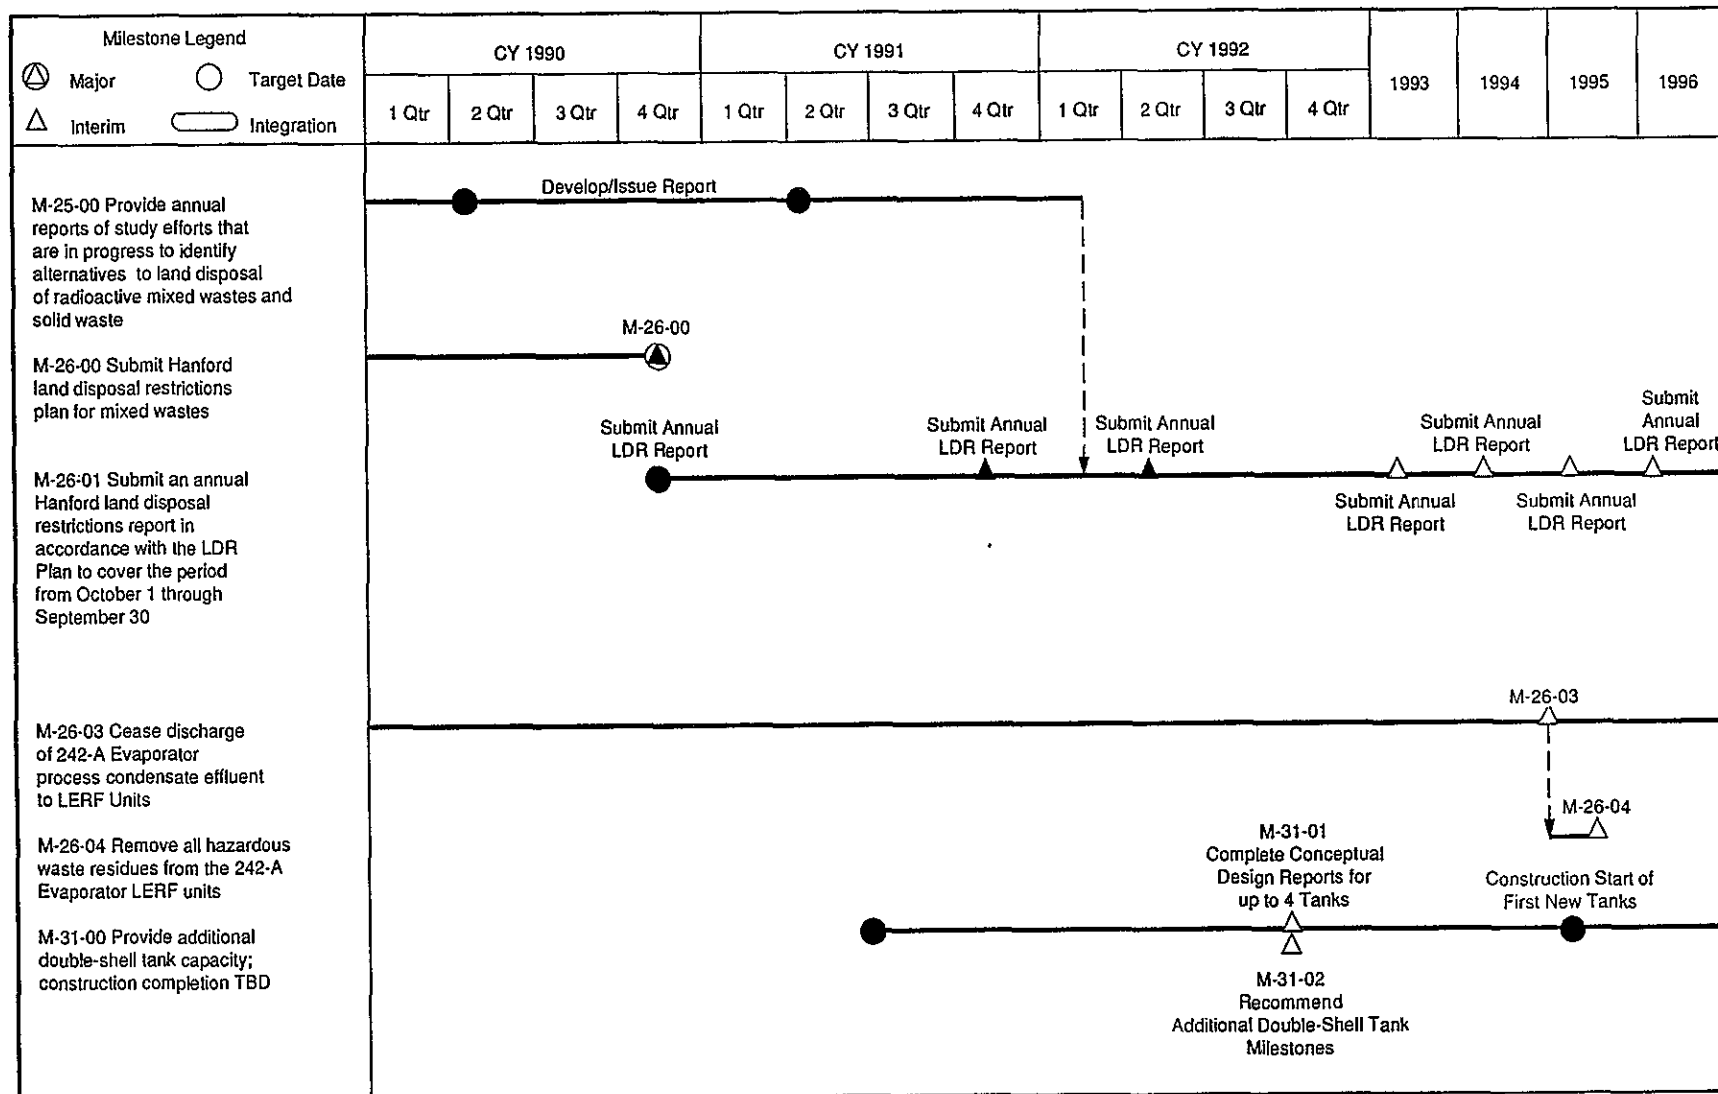 Milestone Legend
Major
Target Date
Interim
Integration
CY 1990
CY 1991
CY 1992
1993
1994
1995
1996
1 Qtr
2 Qtr
3 Qtr
4 Qtr
1 Qtr
2 Qtr
3 Qtr
4 Qtr
1 Qtr
2 Qtr
3 Qtr
4 Qtr
M-25-00 Provide annual
reports of study efforts that
are in progress to identify
alternatives to land disposal
of radioactive mixed wastes and
solid waste
Develop/Issue Report
M-26-00 Submit Hanford
land disposal restrictions
plan for mixed wastes
M-26-00
M-26-01 Submit an annual
Hanford land disposal
restrictions report in
accordance with the LDR
Plan to cover the period
from October 1 through
September 30
Submit Annual
LDR Report
Submit Annual
LDR Report
Submit Annual
LDR Report
Submit Annual
LDR Report
Submit Annual
LDR Report
Submit Annual
LDR Report
Submit
Annual
LDR Report
M-26-03 Cease discharge
of 242-A Evaporator
process condensate effluent
to LERF Units
M-26-03
M-26-04 Remove all hazardous
waste residues from the 242-A
Evaporator LERF units
M-26-04
M-31-00 Provide additional
double-shell tank capacity;
construction completion TBD
M-31-01
Complete Conceptual
Design Reports for
up to 4 Tanks
Construction Start of
First New Tanks
M-31-02
Recommend
Additional Double-Shell Tank
Milestones